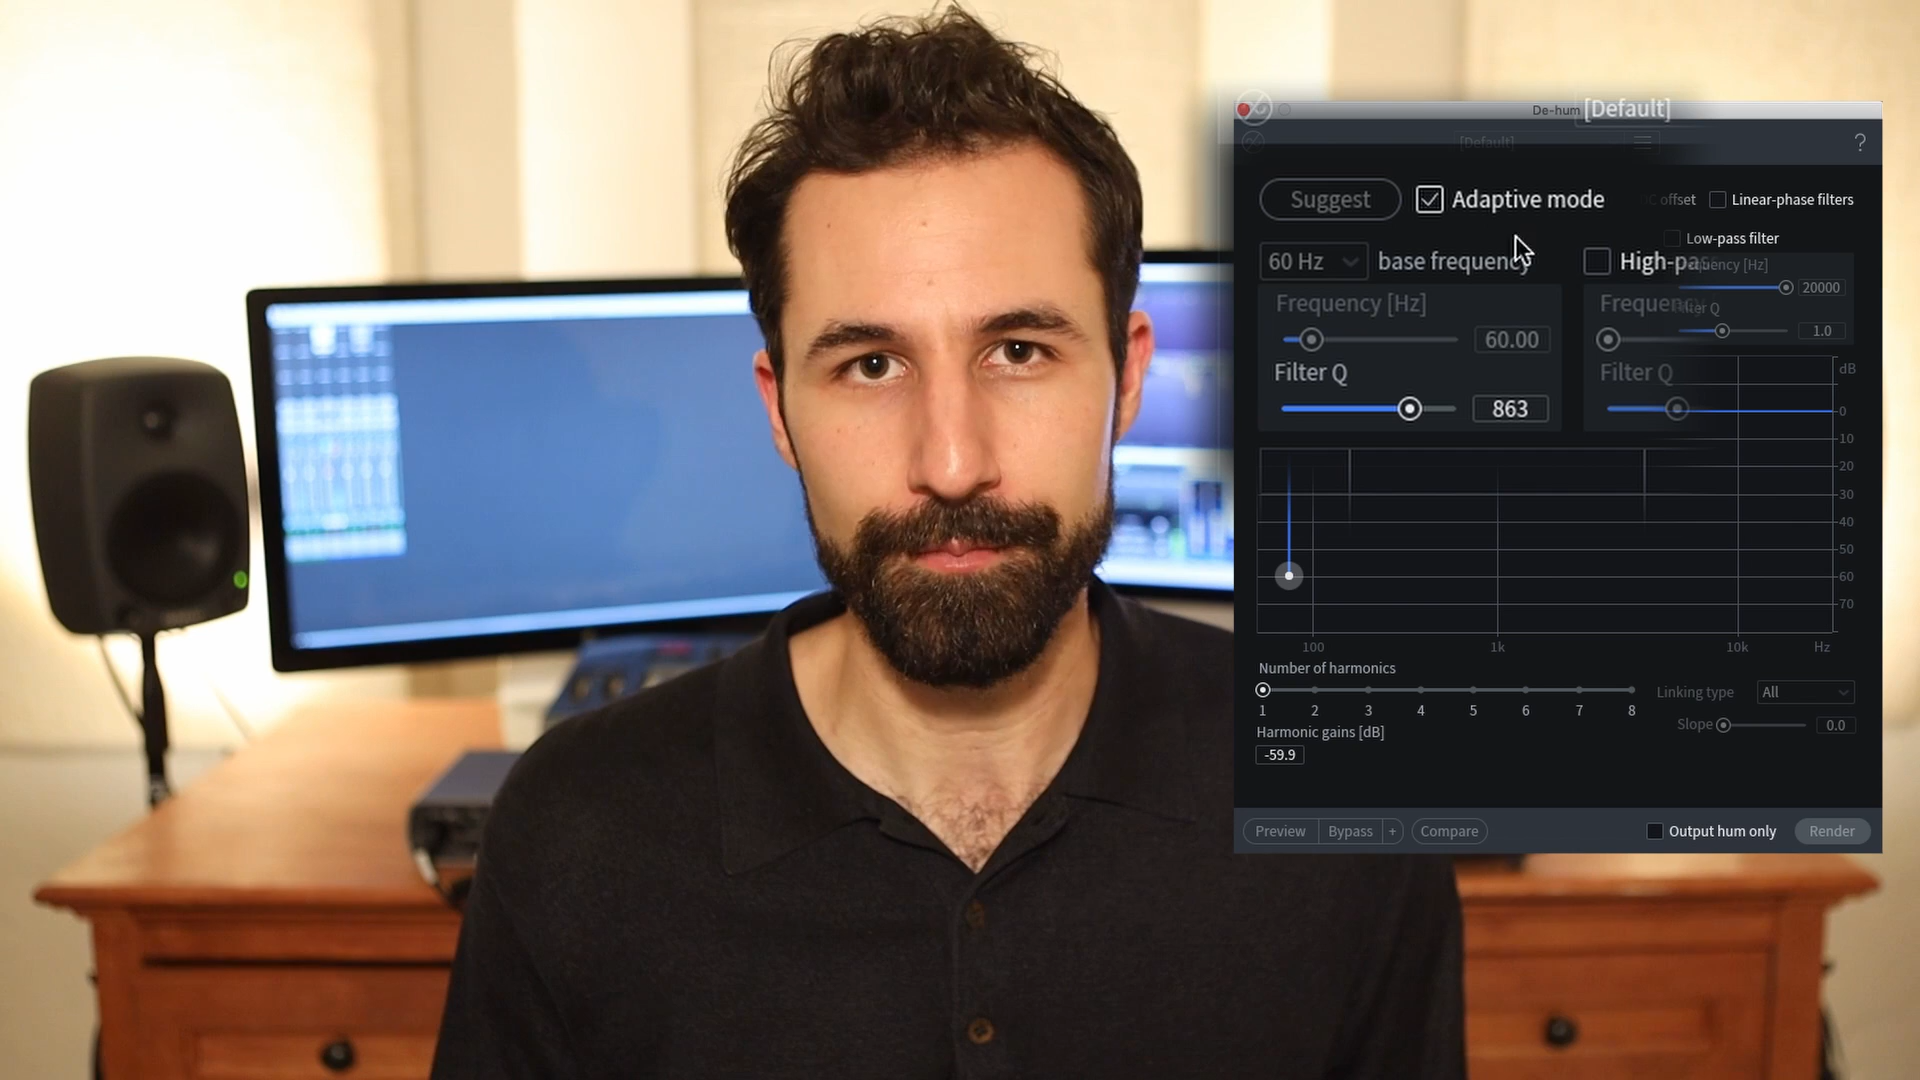 De-hum [Default]
[Default] ?
Suggest Adaptive mode offset Linear-phase filters
Low-pass filter
60 Hz base frequency
Frequency [Hz] 20000
60.00 1.0
Filter Q Filter Q dB
863 0
10
20
30
40
50
60
70
100 1k 10k Hz
Number of harmonics
Linking type All
1 2 3 4 5 6 7 8
Slope 0.0
Harmonic gains [dB]
-59.9
Preview Bypass + Compare Output hum only Render